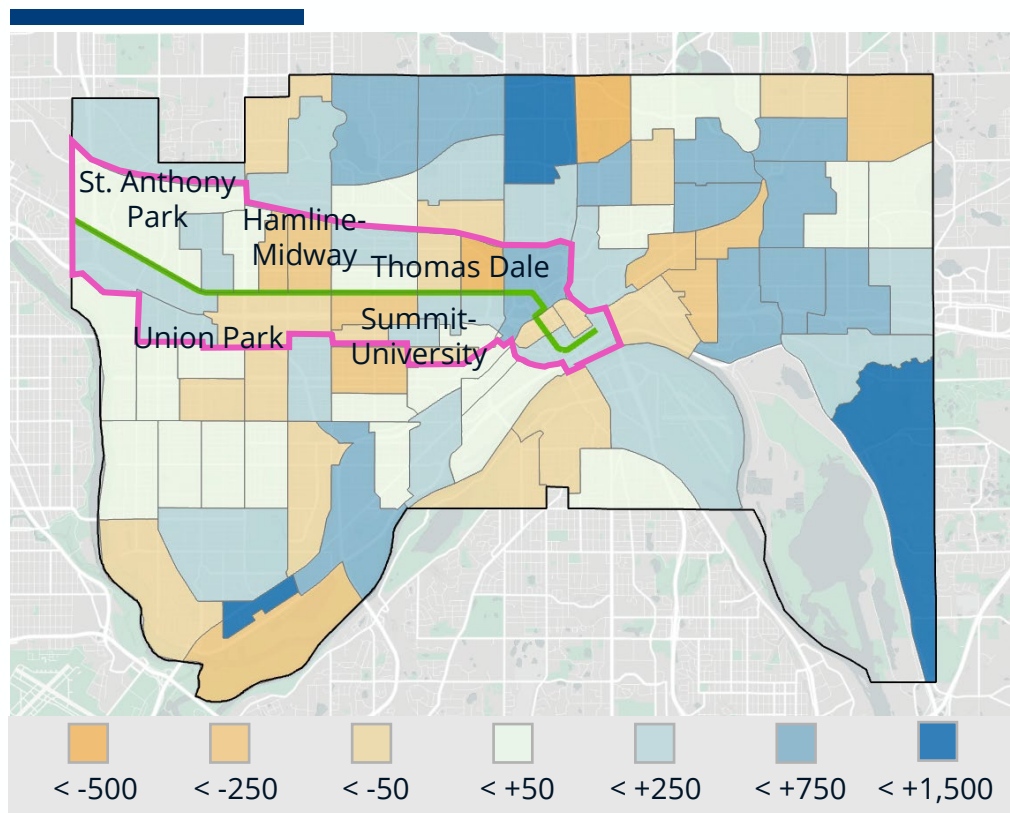 St. Anthony
Park
Hamline-
Midway
Thomas Dale
Summit-
University
Union Park
< -500
< -250
< -50
< +50
< +250
< +750
< +1,500